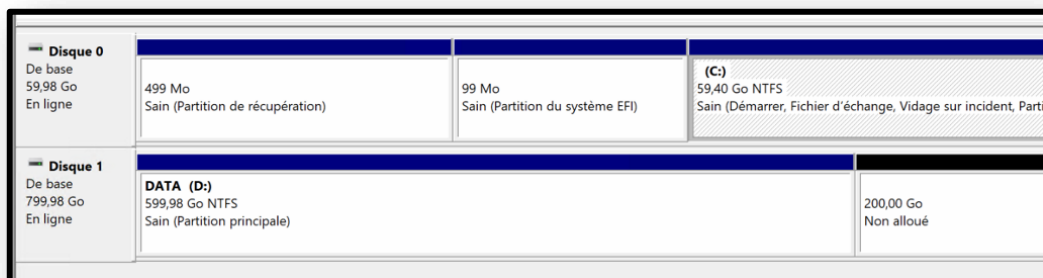 Disque 0
De base
59,98 Go
En ligne
499 Mo
Sain (Partition de récupération)
99 Mo
Sain (Partition du système EFI)
(C:)
59,40 Go NTFS
Sain (Démarrer, Fichier d'échange, Vidage sur incident, Parti
Disque 1
De base
799,98 Go
En ligne
DATA (D:)
599,98 Go NTFS
Sain (Partition principale)
200,00 Go
Non alloué